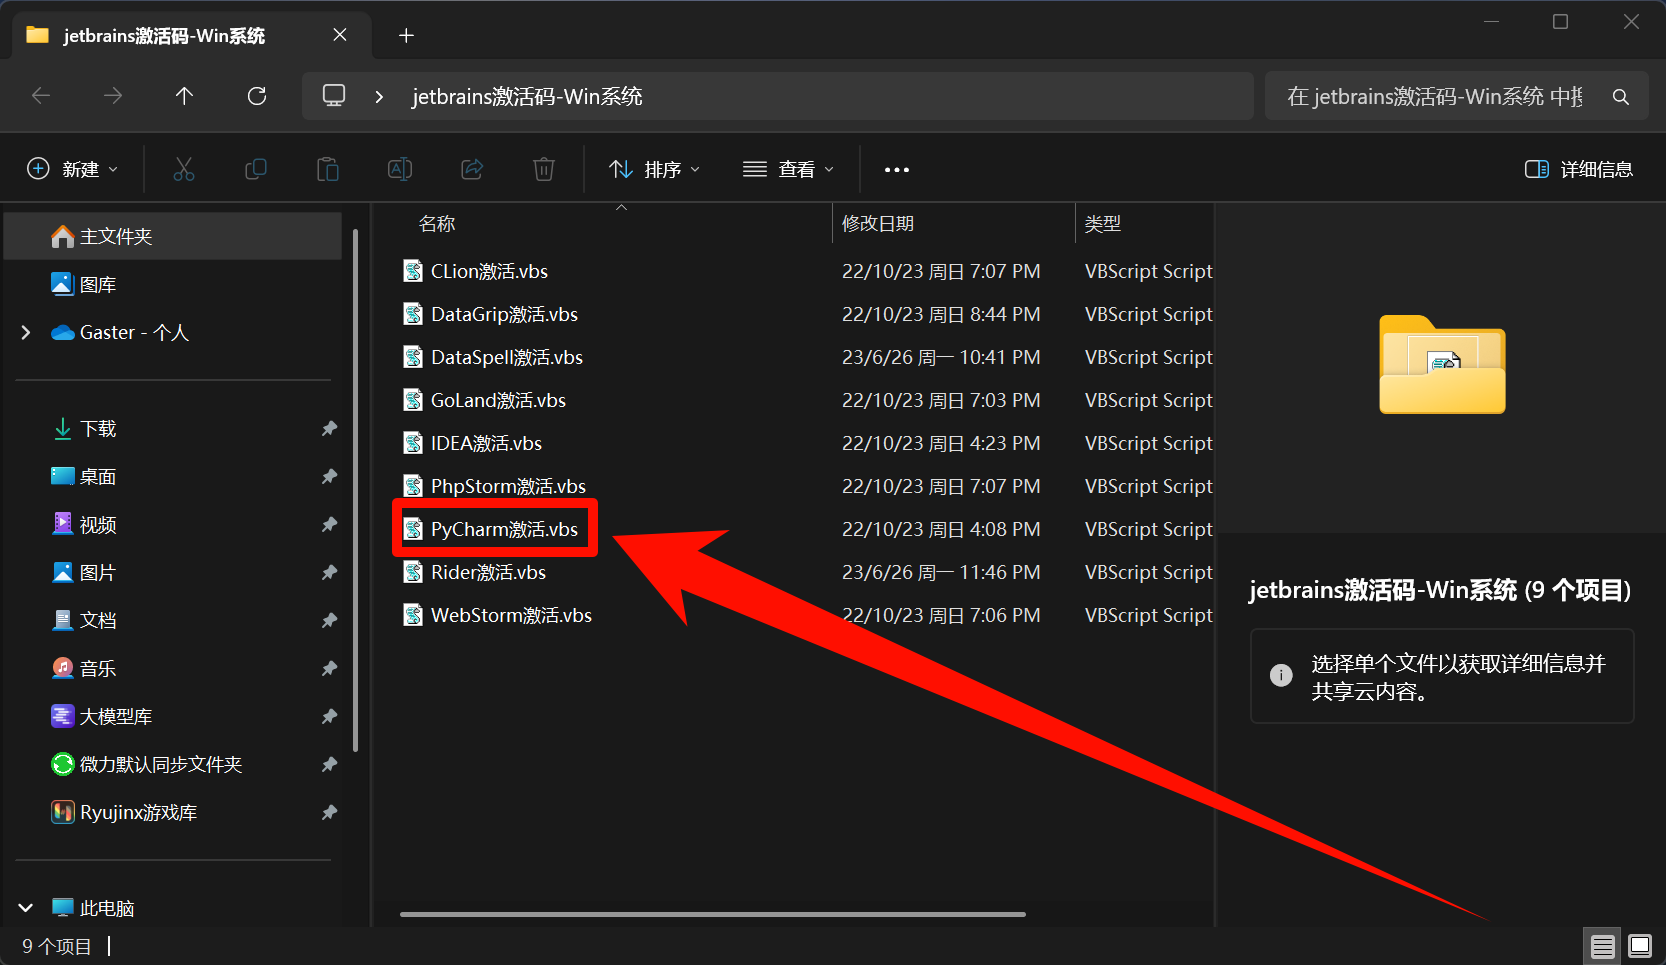 jetbrains激活码-Win系统
jetbrains激活码-Win系统
在 jetbrains激活码-Win系统 中
新建
排序
查看
详细信息
主文件夹
图库
Gaster - 个人
下载
桌面
视频
图片
文档
音乐
大模型库
微力默认同步文件夹
Ryujinx游戏库
此电脑
名称 修改日期 类型
CLion激活.vbs 22/10/23 周日 7:07 PM VBScript Script
DataGrip激活.vbs 22/10/23 周日 8:44 PM VBScript Script
DataSpell激活.vbs 23/6/26 周一 10:41 PM VBScript Script
GoLand激活.vbs 22/10/23 周日 7:03 PM VBScript Script
IDEA激活.vbs 22/10/23 周日 4:23 PM VBScript Script
PhpStorm激活.vbs 22/10/23 周日 7:07 PM VBScript Script
PyCharm激活.vbs 22/10/23 周日 4:08 PM VBScript Script
Rider激活.vbs 23/6/26 周一 11:46 PM VBScript Script
WebStorm激活.vbs 22/10/23 周日 7:06 PM VBScript Script
jetbrains激活码-Win系统 (9 个项目)
选择单个文件以获取详细信息并
共享云内容。
9 个项目